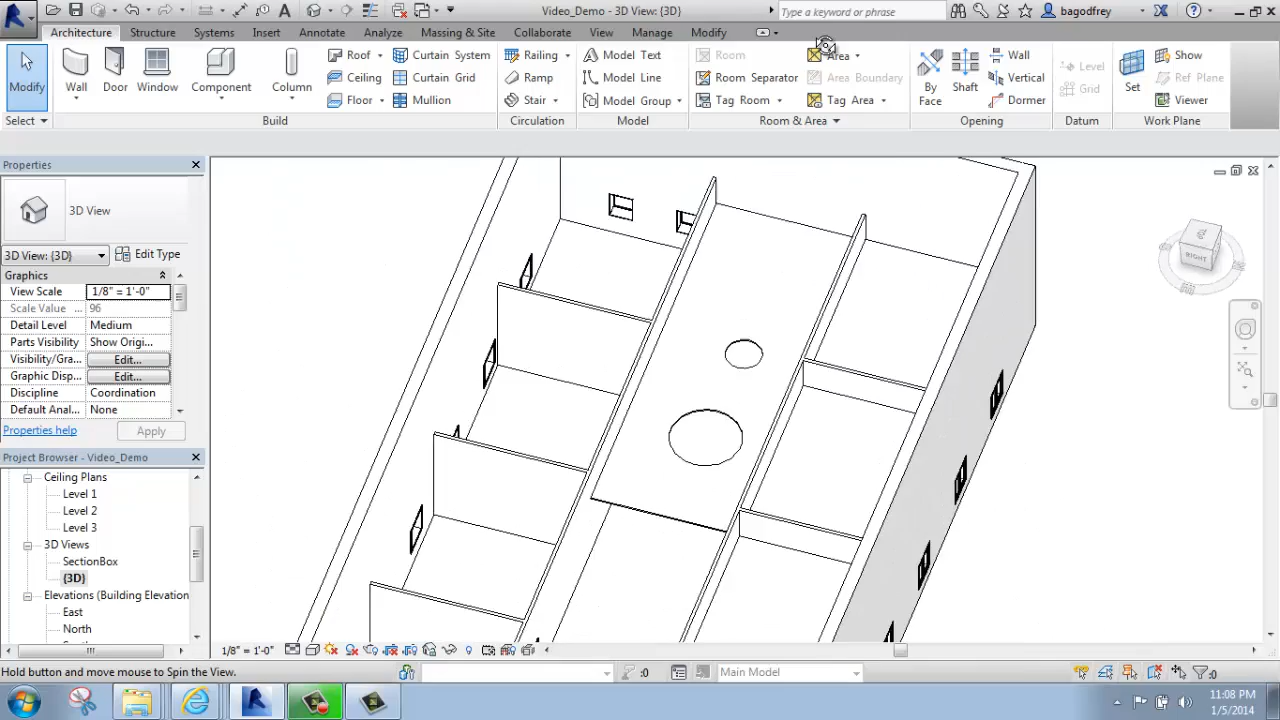 Video_Demo - 3D View: {3D}
Type a keyword or phrase
bagodfrey
Architecture Structure Systems Insert Annotate Analyze Massing & Site Collaborate View Manage Modify
Modify
Select
Wall
Door
Window
Component
Column
Roof
Ceiling
Floor
Curtain System
Curtain Grid
Mullion
Build
Railing
Ramp
Stair
Circulation
Model Text
Model Line
Model Group
Model
Room
Room Separator
Tag Room
Area
Area Boundary
Tag Area
Room & Area
By Face
Shaft
Wall
Vertical
Dormer
Opening
Level
Grid
Datum
Set
Show
Ref Plane
Viewer
Work Plane
Properties
3D View
3D View: {3D}
Edit Type
Graphics
View Scale 1/8" = 1'-0"
Scale Value ... 96
Detail Level Medium
Parts Visibility Show Origi...
Visibility/Gra... Edit...
Graphic Disp... Edit...
Discipline Coordination
Default Anal... None
Properties help
Apply
Project Browser - Video_Demo
Ceiling Plans
Level 1
Level 2
Level 3
3D Views
SectionBox
{3D}
Elevations (Building Elevation
East
North
RIGHT
1/8" = 1'-0"
Hold button and move mouse to Spin the View.
:0
Main Model
:0
11:08 PM
1/5/2014